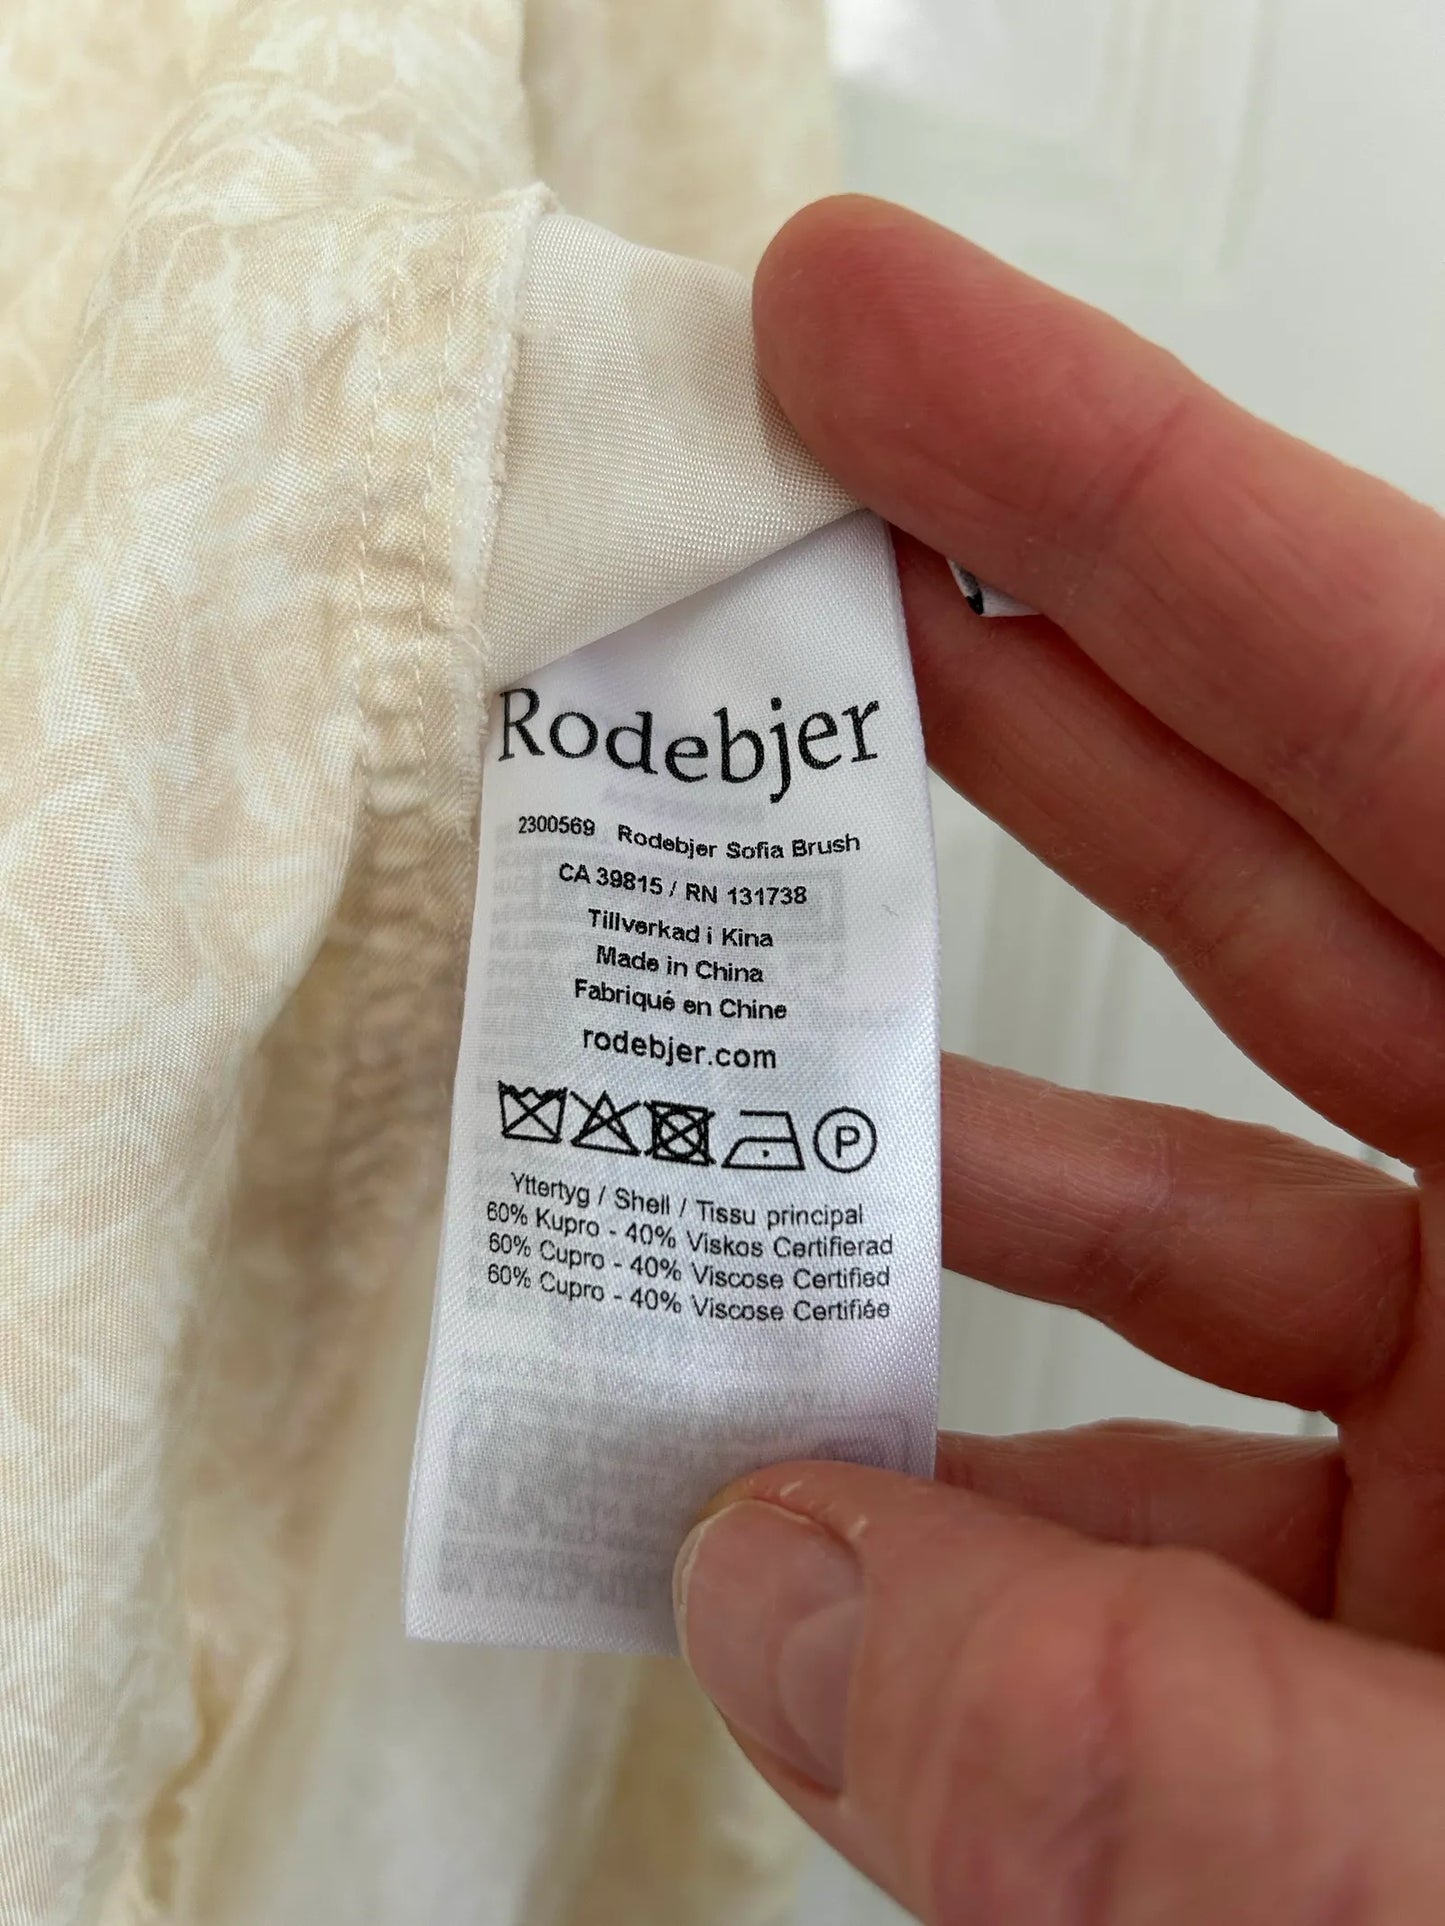 Rodebjer
2300569 Rodebjer Sofia Brush
CA 39815 / RN 131738
Tillverkad i Kina
Made in China
Fabriqué en Chine
rodebjer.com
P
Yttertyg / Shell / Tissu principal
60% Kupro - 40% Viskos Certifierad
60% Cupro - 40% Viscose Certified
60% Cupro - 40% Viscose Certifiée